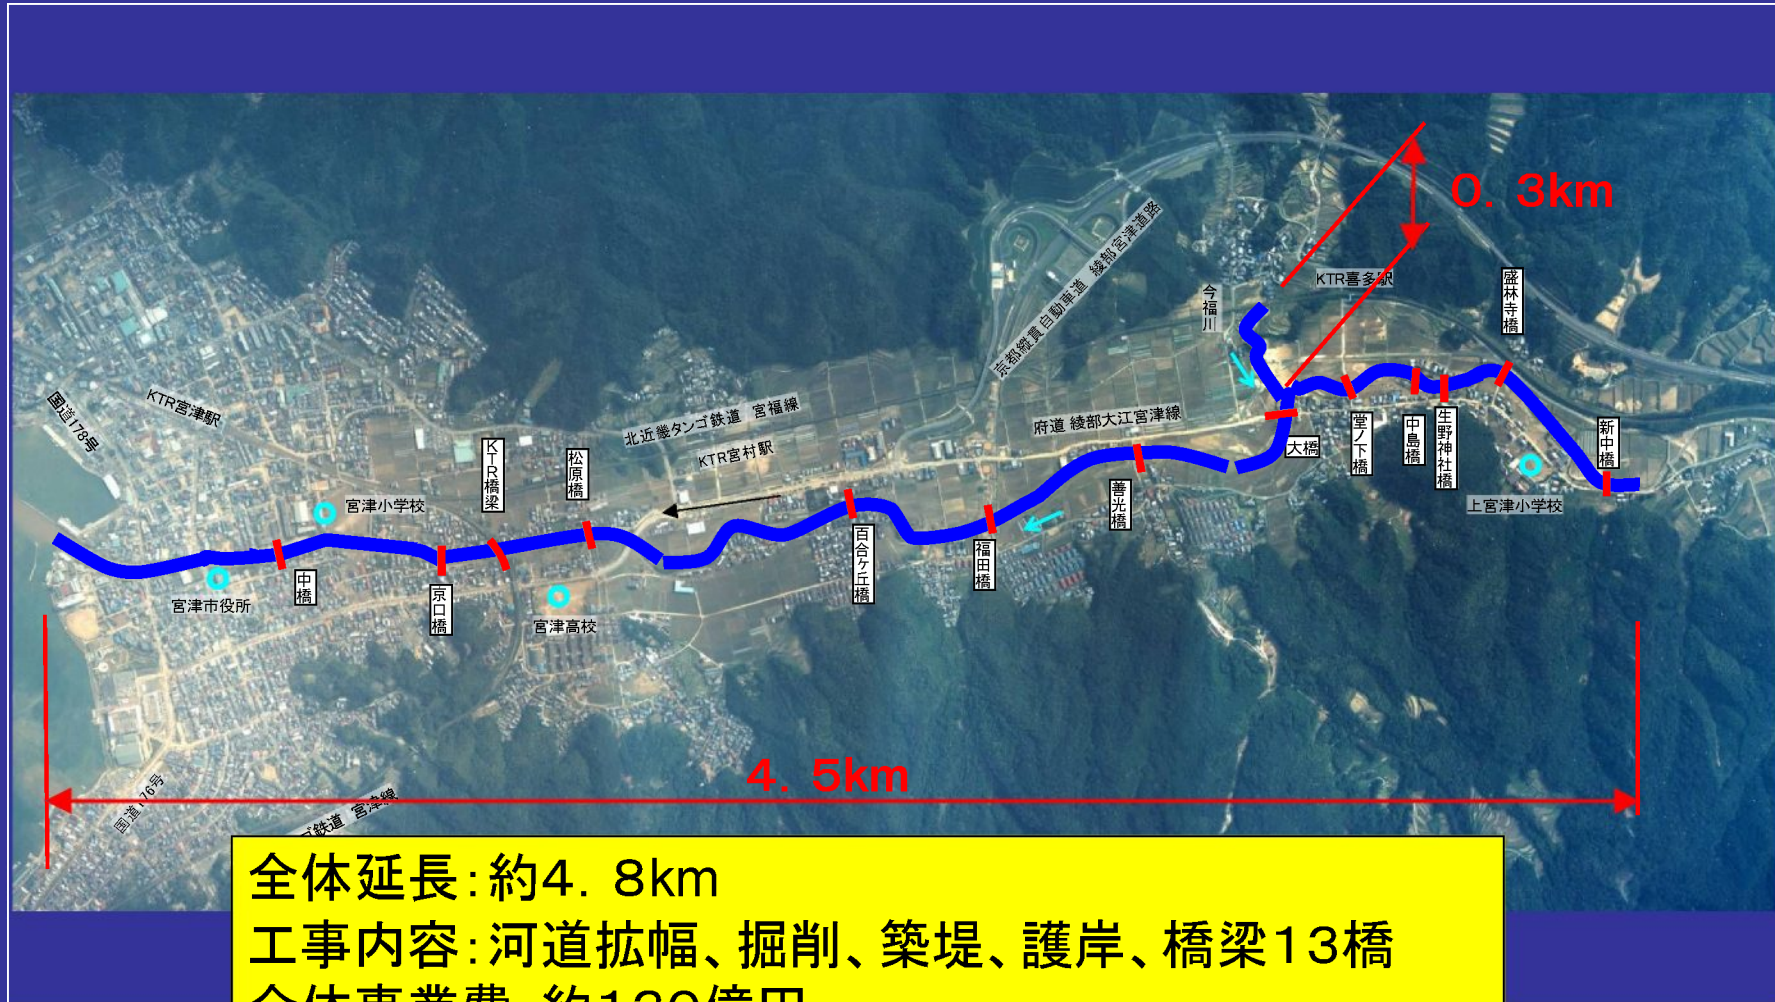 0. 3km
KTR喜多駅
盛林寺橋
今福川
京都縦貫自動車道 綾部宮津道路
国道178号
KTR宮津駅
北近畿タンゴ鉄道 宮福線
KTR宮村駅
府道 綾部大江宮津線
大橋
堂ノ下橋
中島橋
生野神社橋
新中橋
上宮津小学校
KTR橋梁
松原橋
宮津小学校
善光橋
百合ケ丘橋
福田橋
中橋
京口橋
宮津市役所
宮津高校
4. 5km
国道176号
鉄道 宮津線
全体延長:約4. 8km
工事内容:河道拡幅、掘削、築堤、護岸、橋梁13橋